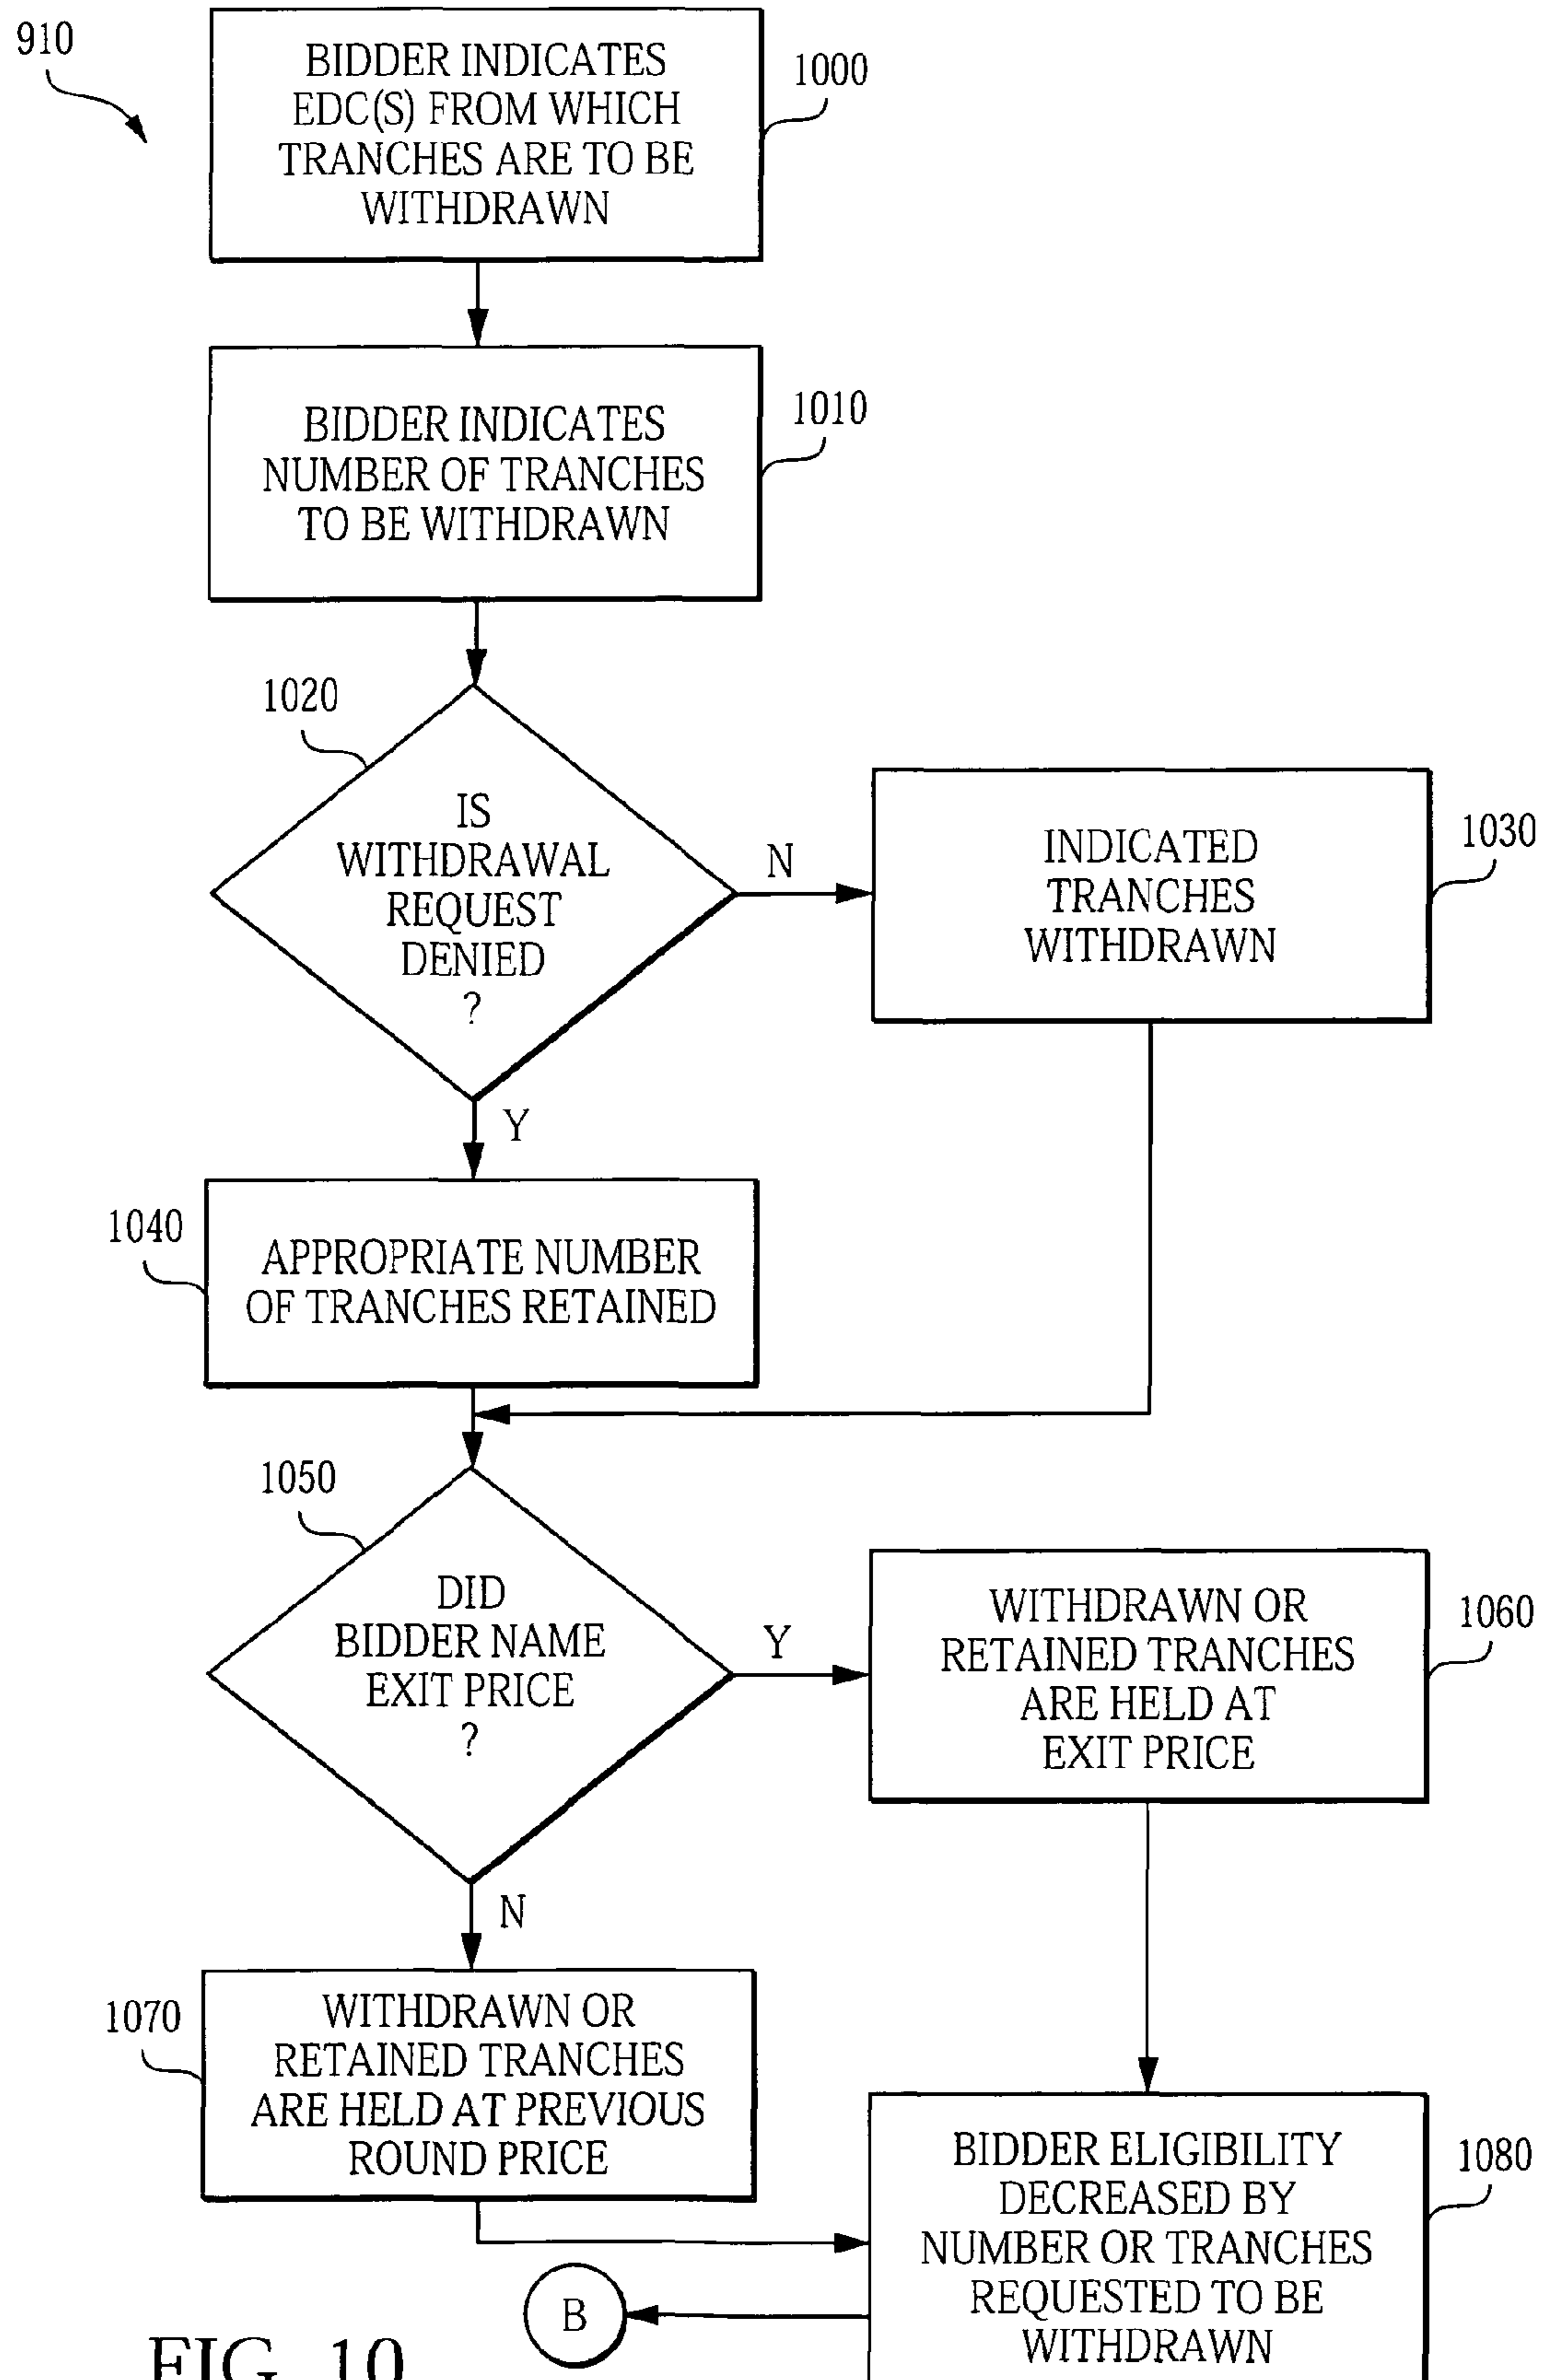 910
BIDDER INDICATES
EDC(S) FROM WHICH
TRANCHES ARE TO BE
WITHDRAWN
1000
BIDDER INDICATES
NUMBER OF TRANCHES
TO BE WITHDRAWN
1010
1020
IS
WITHDRAWAL
REQUEST
DENIED
?
N
INDICATED
TRANCHES
WITHDRAWN
1030
Y
1040
APPROPRIATE NUMBER
OF TRANCHES RETAINED
1050
DID
BIDDER NAME
EXIT PRICE
?
Y
WITHDRAWN OR
RETAINED TRANCHES
ARE HELD AT
EXIT PRICE
1060
N
1070
WITHDRAWN OR
RETAINED TRANCHES
ARE HELD AT PREVIOUS
ROUND PRICE
BIDDER ELIGIBILITY
DECREASED BY
NUMBER OR TRANCHES
REQUESTED TO BE
WITHDRAWN
1080
B
FIG. 10